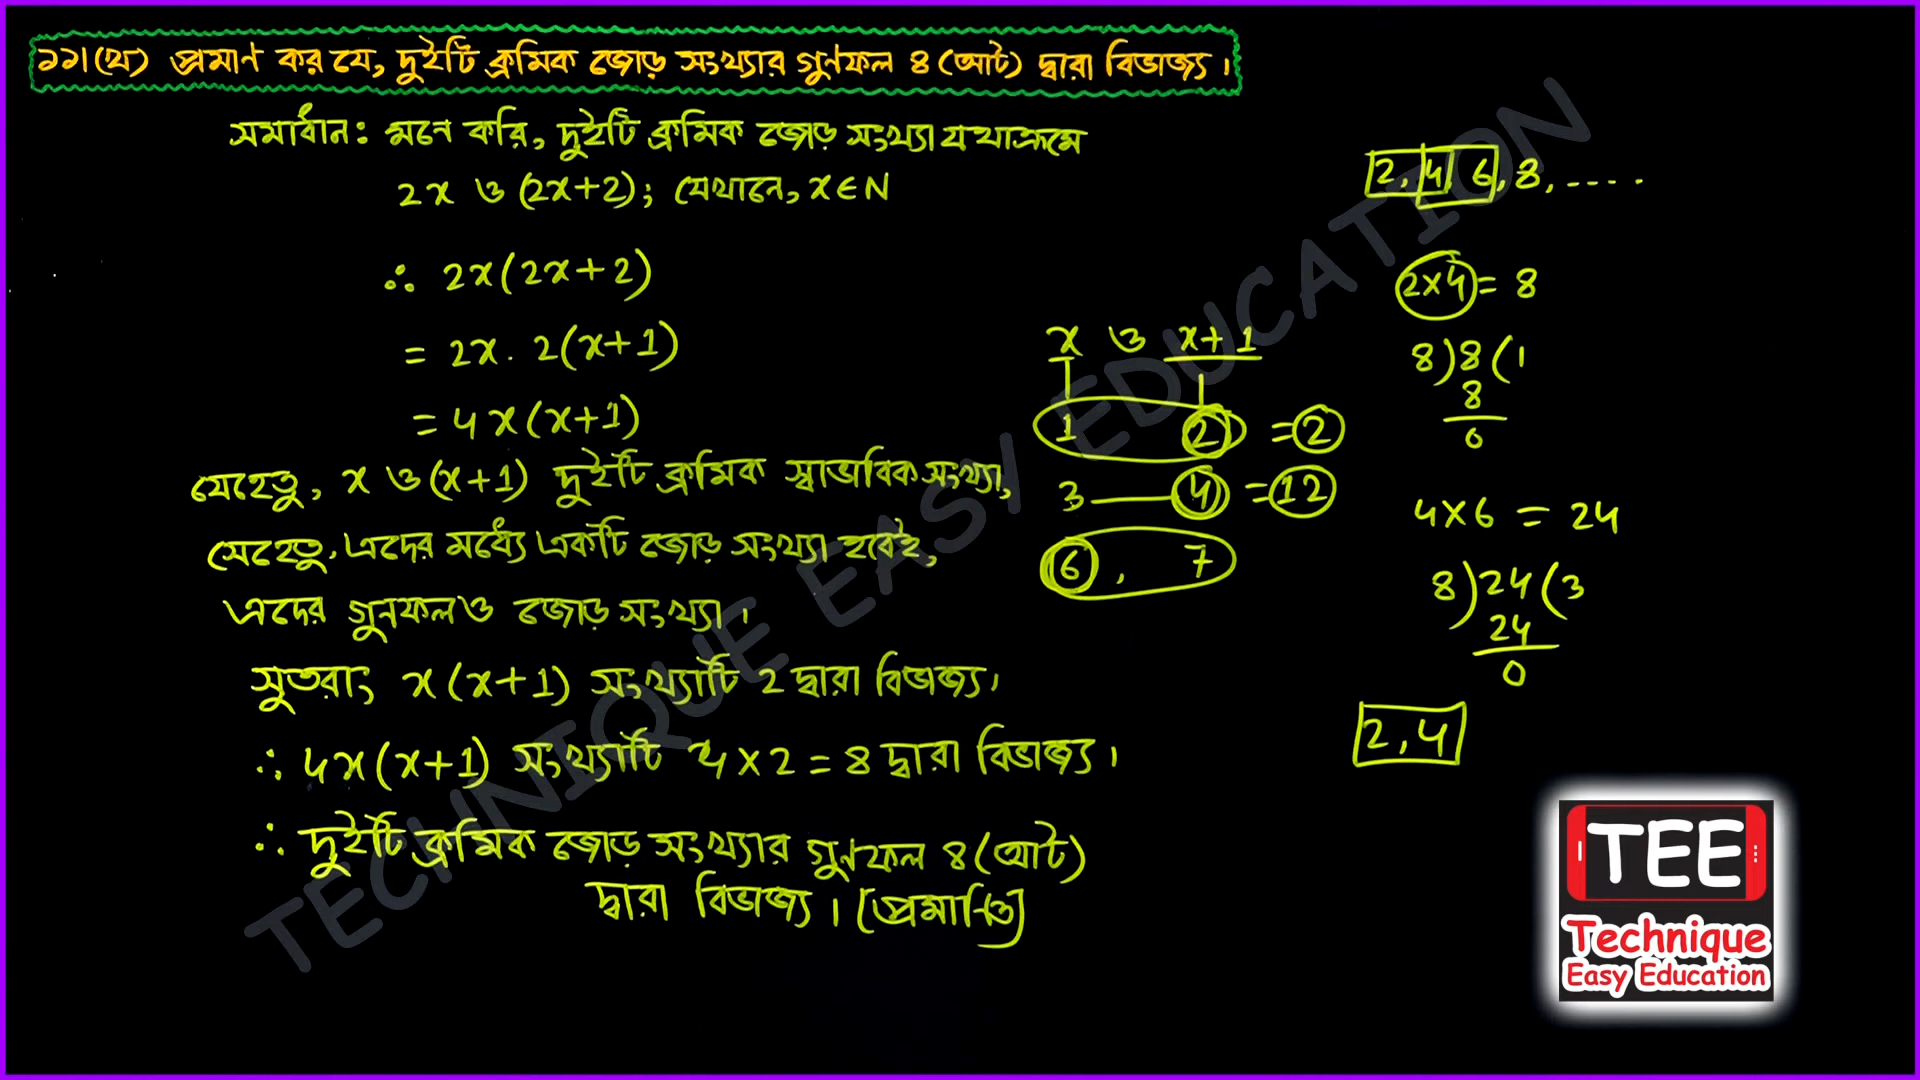 ১১।(থ) প্রমাণ কর যে, দুইটি ক্রমিক জোড় সংখ্যার গুণফল ৪ (আট) দ্বারা বিভাজ্য।
সমাধান: মনে করি, দুইটি ক্রমিক জোড় সংখ্যা যথাক্রমে
2x ও (2x+2); যেখানে, x∈N
∴ 2x(2x+2)
= 2x. 2(x+1)
= 4x(x+1)
যেহেতু, x ও (x+1) দুইটি ক্রমিক স্বাভাবিক সংখ্যা,
সেহেতু, এদের মধ্যে একটি জোড় সংখ্যা হবেই,
এদের গুনফলও জোড় সংখ্যা।
সুতরাং x(x+1) সংখ্যাটি 2 দ্বারা বিভাজ্য।
∴ 4x(x+1) সংখ্যাটি 4×2=8 দ্বারা বিভাজ্য।
∴ দুইটি ক্রমিক জোড় সংখ্যার গুণফল ৪ (আট)
দ্বারা বিভাজ্য। [প্রমাণিত]
x ও x+1
1 2 =2
3 4 =12
6, 7
2, 4, 6, 8, .....
2×4 = 8
8)8(1
8
0
4×6 = 24
8)24(3
24
0
2, 4
TECHNIQUE EASY EDUCATION
TEE
Technique
Easy Education